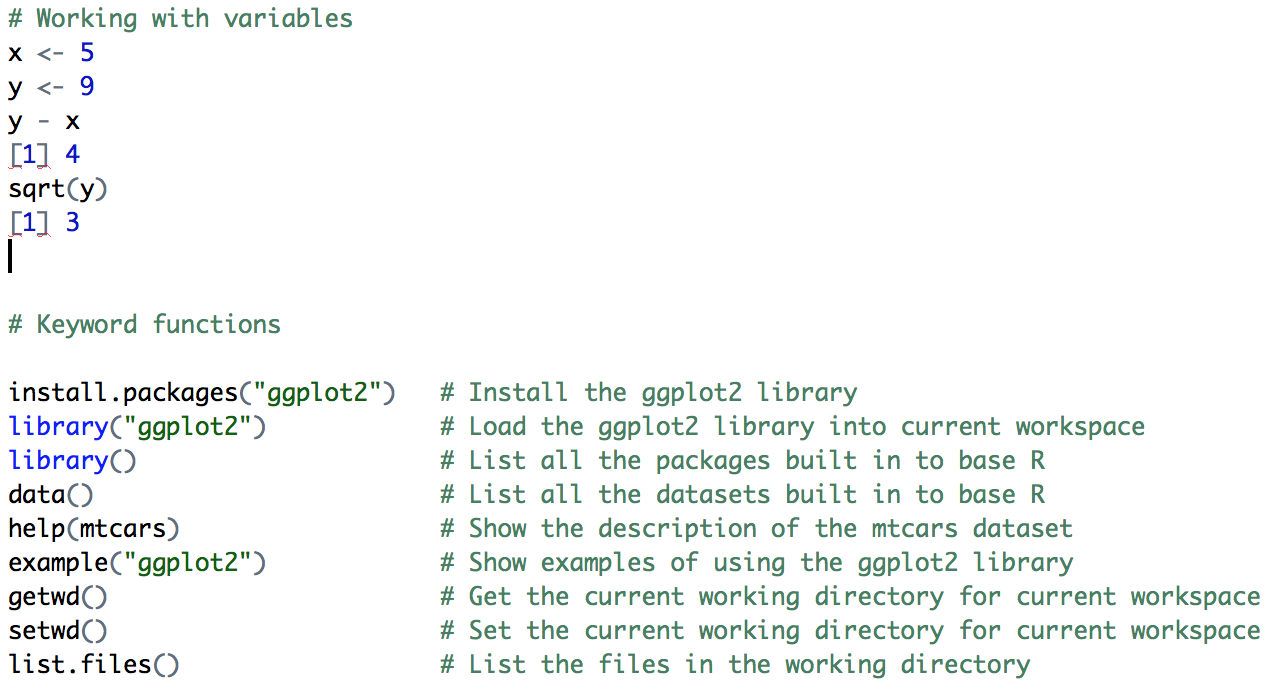 # Working with variables
x <- 5
y <- 9
y - x
[1] 4
sqrt(y)
[1] 3
# Keyword functions
install.packages("ggplot2")   # Install the ggplot2 library
library("ggplot2")            # Load the ggplot2 library into current workspace
library()                     # List all the packages built in to base R
data()                        # List all the datasets built in to base R
help(mtcars)                  # Show the description of the mtcars dataset
example("ggplot2")            # Show examples of using the ggplot2 library
getwd()                       # Get the current working directory for current workspace
setwd()                       # Set the current working directory for current workspace
list.files()                  # List the files in the working directory